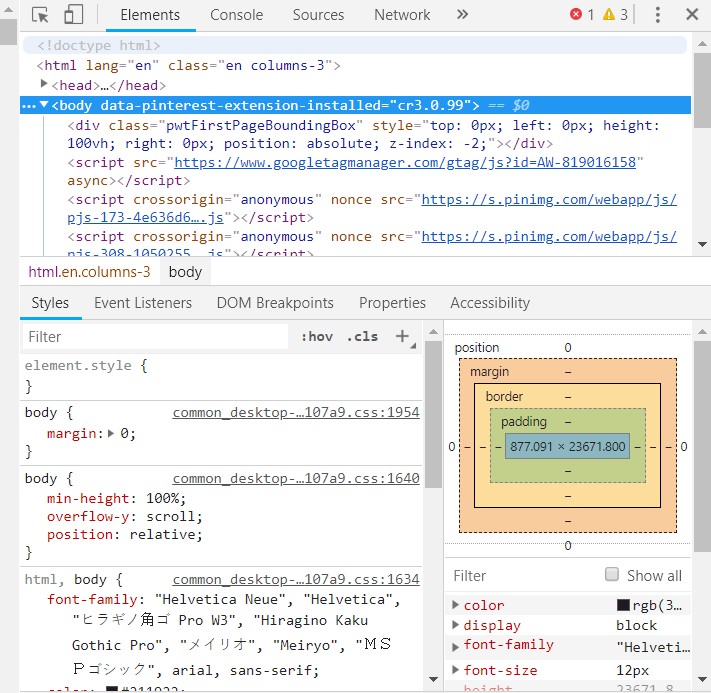 Elements Console Sources Network » 1 3
<!doctype html>
<html lang="en" class="en columns-3">
<head>…</head>
…<body data-pinterest-extension-installed="cr3.0.99"> == $0
<div class="pwtFirstPageBoundingBox" style="top: 0px; left: 0px; height:
100vh; right: 0px; position: absolute; z-index: -2;"></div>
<script src="https://www.googletagmanager.com/gtag/js?id=AW-819016158"
async></script>
<script crossorigin="anonymous" nonce src="https://s.pinimg.com/webapp/js/
pjs-173-4e636d6….js"></script>
<script crossorigin="anonymous" nonce src="https://s.pinimg.com/webapp/js/
pjs-308-1050255….js"></script>
html.en.columns-3 body
Styles Event Listeners DOM Breakpoints Properties Accessibility
Filter :hov .cls +
element.style {
}
body { common_desktop-…107a9.css:1954
margin: 0;
}
body { common_desktop-…107a9.css:1640
min-height: 100%;
overflow-y: scroll;
position: relative;
}
html, body { common_desktop-…107a9.css:1634
font-family: "Helvetica Neue", "Helvetica",
"ヒラギノ角ゴ Pro W3", "Hiragino Kaku
Gothic Pro", "メイリオ", "Meiryo", "ＭＳ
Ｐゴシック", arial, sans-serif;
color: #211922;
position 0
margin –
border –
padding –
0 – – – 877.091 × 23671.800 – – – 0
–
–
–
0
Filter Show all
color rgb(3…
display block
font-family "Helveti…
font-size 12px
height 23671.8…